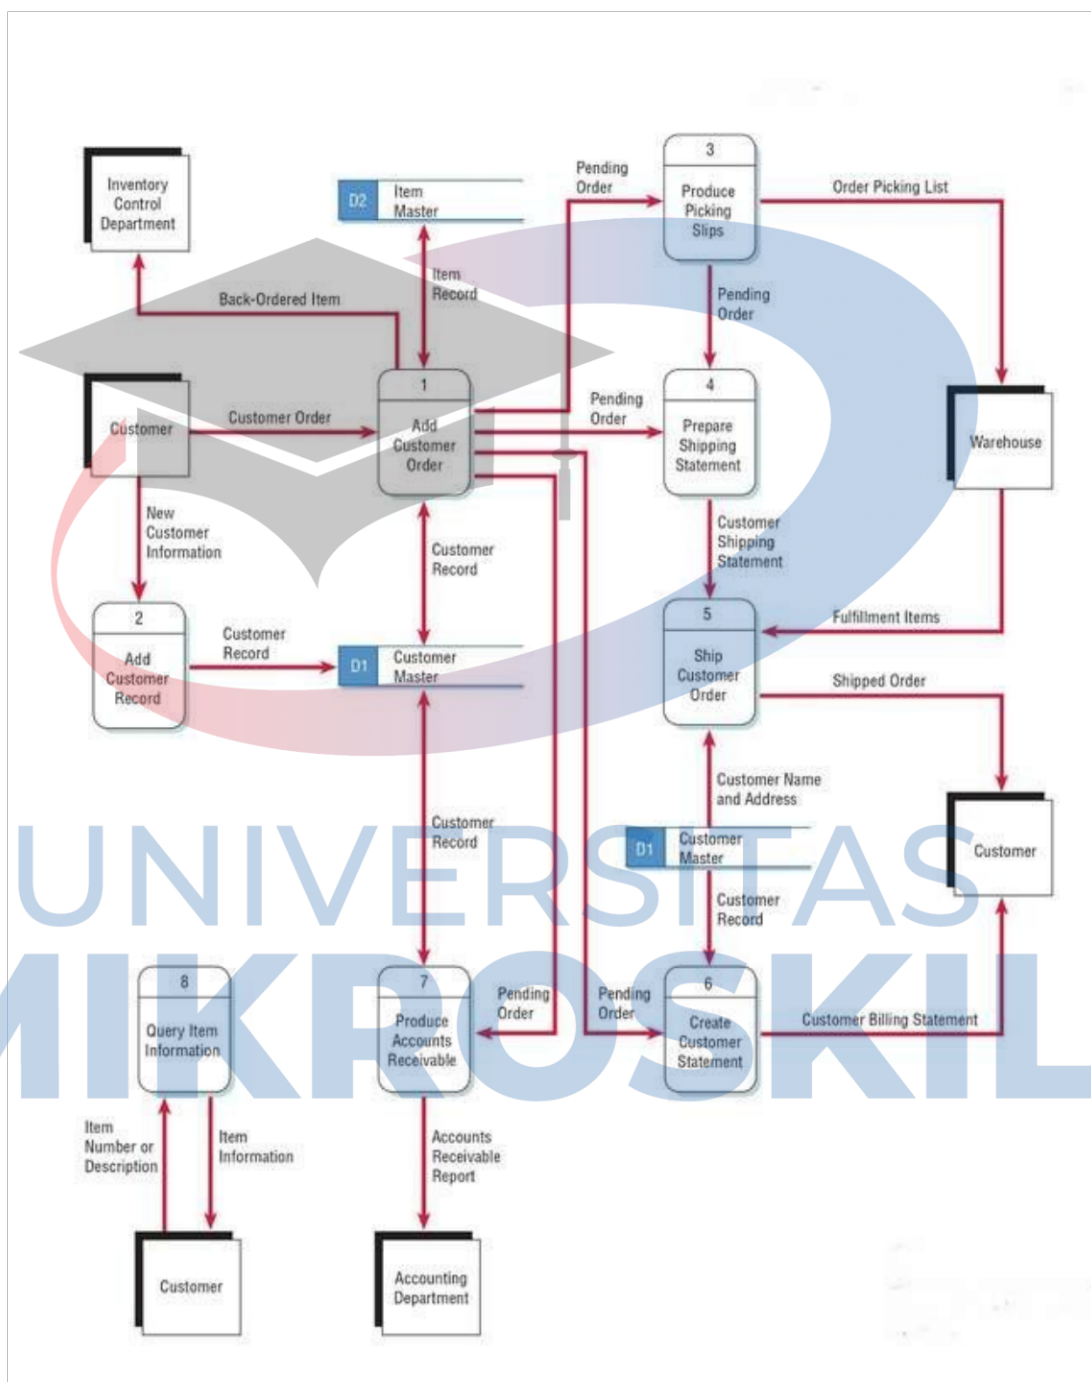 3
Produce
Picking
Slips
Pending
Order
Order Picking List
Inventory
Control
Department
D2
Item
Master
Item
Record
Back-Ordered Item
Pending
Order
1
Add
Customer
Order
Customer
Customer Order
Pending
Order
4
Prepare
Shipping
Statement
Warehouse
New
Customer
Information
Customer
Record
Customer
Shipping
Statement
2
Add
Customer
Record
Customer
Record
D1
Customer
Master
5
Ship
Customer
Order
Fulfillment Items
Shipped Order
Customer Name
and Address
Customer
Record
D1
Customer
Master
Customer
Customer
Record
UNIVERSITAS
MIKROSKIL
8
Query Item
Information
7
Produce
Accounts
Receivable
Pending
Order
Pending
Order
6
Create
Customer
Statement
Customer Billing Statement
Item
Number or
Description
Item
Information
Accounts
Receivable
Report
Customer
Accounting
Department